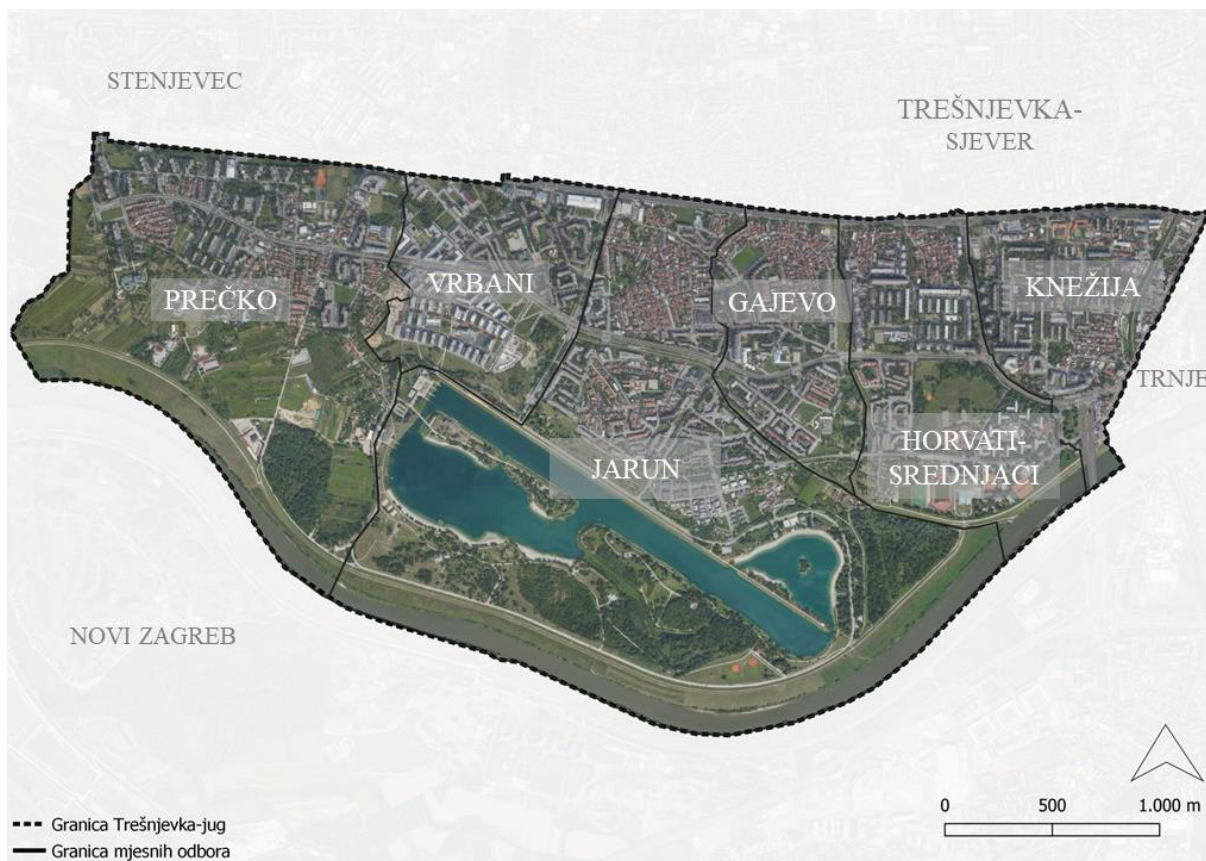 STENJEVEC
TREŠNJEVKA-
SJEVER
PREČKO
VRBANI
GAJEVO
KNEŽIJA
TRNJE
JARUN
HORVATI-
SREDNJACI
NOVI ZAGREB
0 500 1.000 m
Granica Trešnjevka-jug
Granica mjesnih odbora